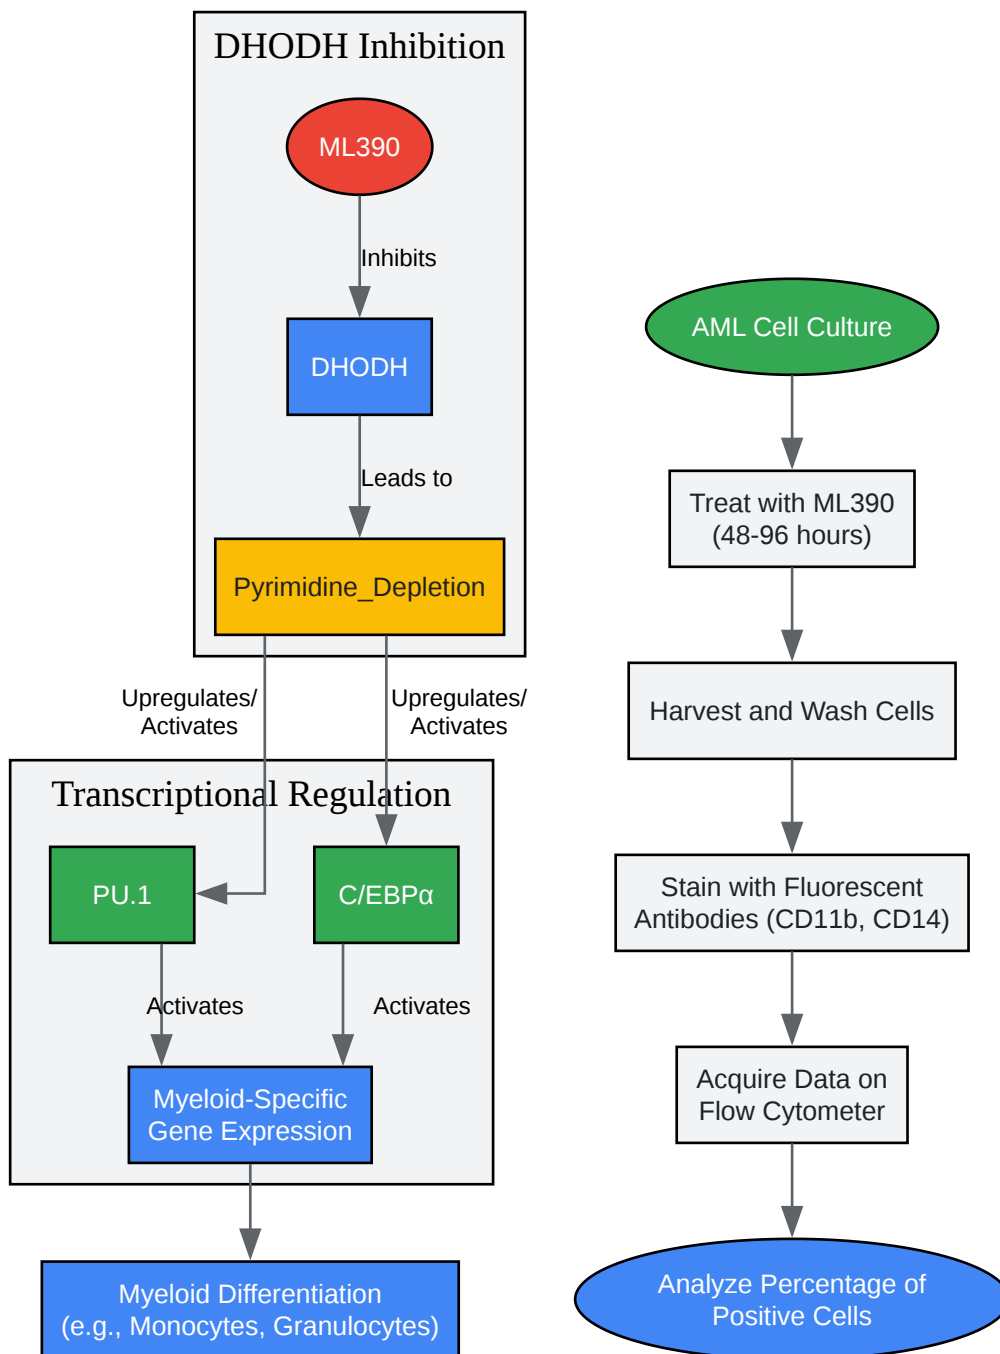 DHODH Inhibition
ML390
Inhibits
DHODH
Leads to
Pyrimidine_Depletion
Upregulates/
Activates
Upregulates/
Activates
Transcriptional Regulation
PU.1
C/EBPα
Activates
Activates
Myeloid-Specific
Gene Expression
Myeloid Differentiation
(e.g., Monocytes, Granulocytes)
AML Cell Culture
Treat with ML390
(48-96 hours)
Harvest and Wash Cells
Stain with Fluorescent
Antibodies (CD11b, CD14)
Acquire Data on
Flow Cytometer
Analyze Percentage of
Positive Cells